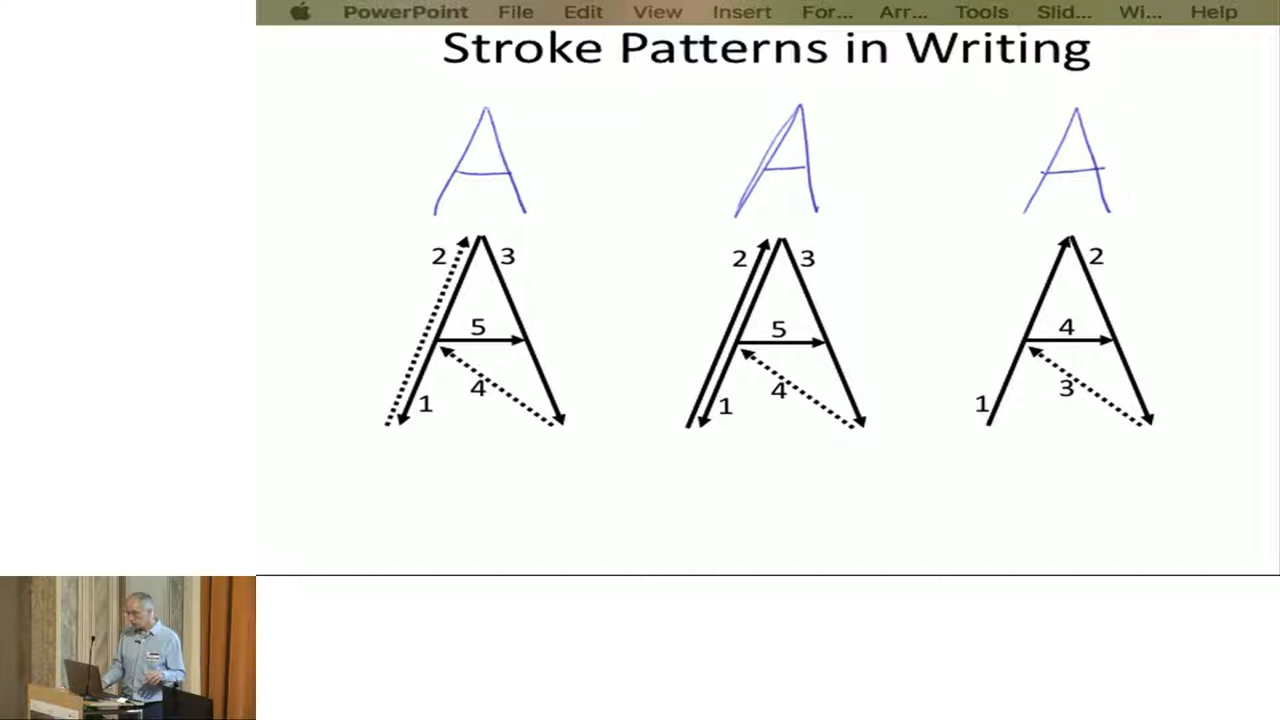 PowerPoint File Edit View Insert For... Arr... Tools Slid... Wi... Help
Stroke Patterns in Writing
A A A
2 3 2 3 2
5 5 4
4 4 3
1 1 1